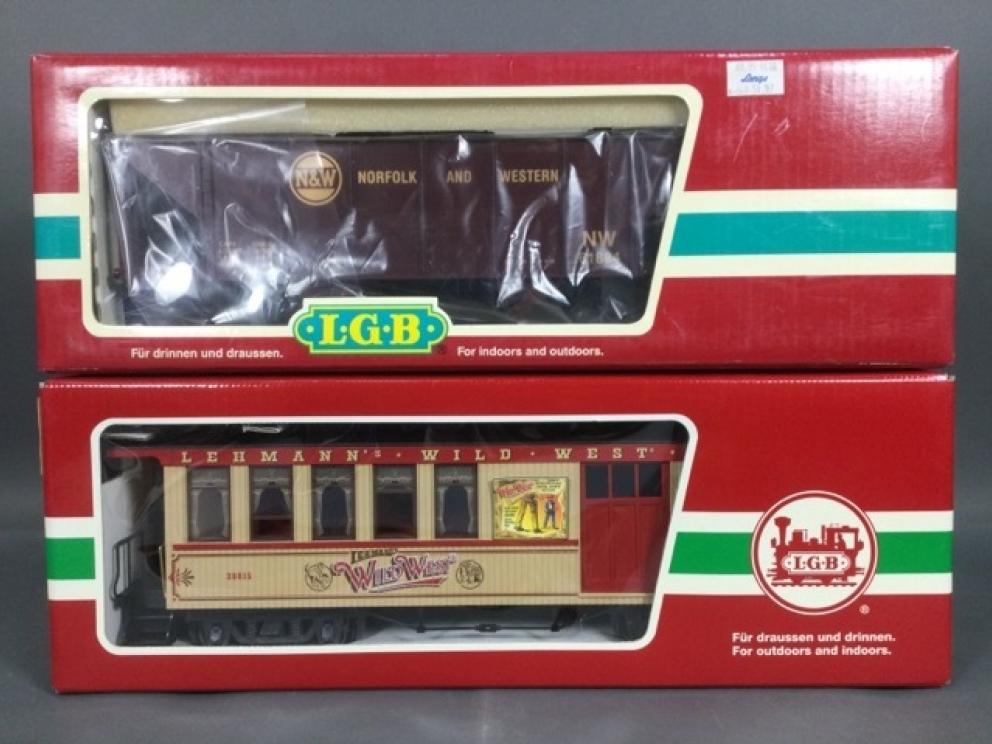 Lange
N&W NORFOLK AND WESTERN
NW
L·G·B®
Für drinnen und draussen. For indoors and outdoors.
LEHMANN'S · WILD · WEST
WILD WEST
L·G·B
®
Für draussen und drinnen.
For outdoors and indoors.